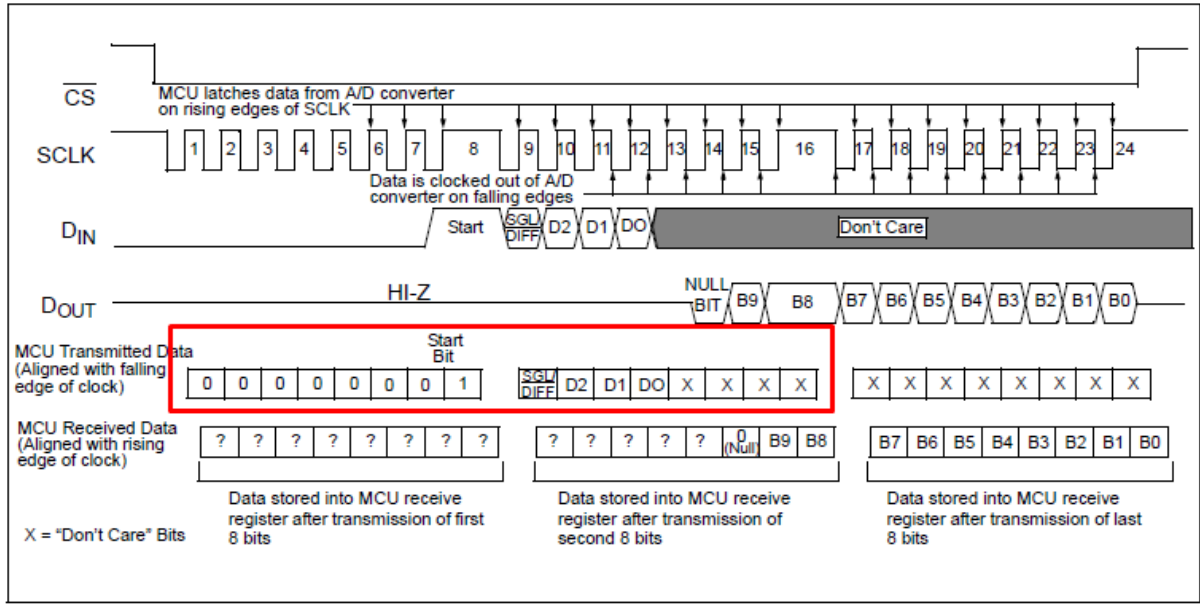 CS
MCU latches data from A/D converter
on rising edges of SCLK
SCLK
1 2 3 4 5 6 7 8 9 10 11 12 13 14 15 16 17 18 19 20 21 22 23 24
Data is clocked out of A/D
converter on falling edges
DIN
Start SGL/ DIFF D2 D1 DO Don't Care
HI-Z
DOUT
NULL
BIT B9 B8 B7 B6 B5 B4 B3 B2 B1 B0
MCU Transmitted Data
(Aligned with falling
edge of clock)
Start
Bit
0 0 0 0 0 0 0 1 SGL/ DIFF D2 D1 DO X X X X X X X X X X X X
MCU Received Data
(Aligned with rising
edge of clock)
? ? ? ? ? ? ? ? ? ? ? ? ? 0 (Null) B9 B8 B7 B6 B5 B4 B3 B2 B1 B0
Data stored into MCU receive
register after transmission of first
8 bits
Data stored into MCU receive
register after transmission of
second 8 bits
Data stored into MCU receive
register after transmission of last
8 bits
X = “Don't Care” Bits